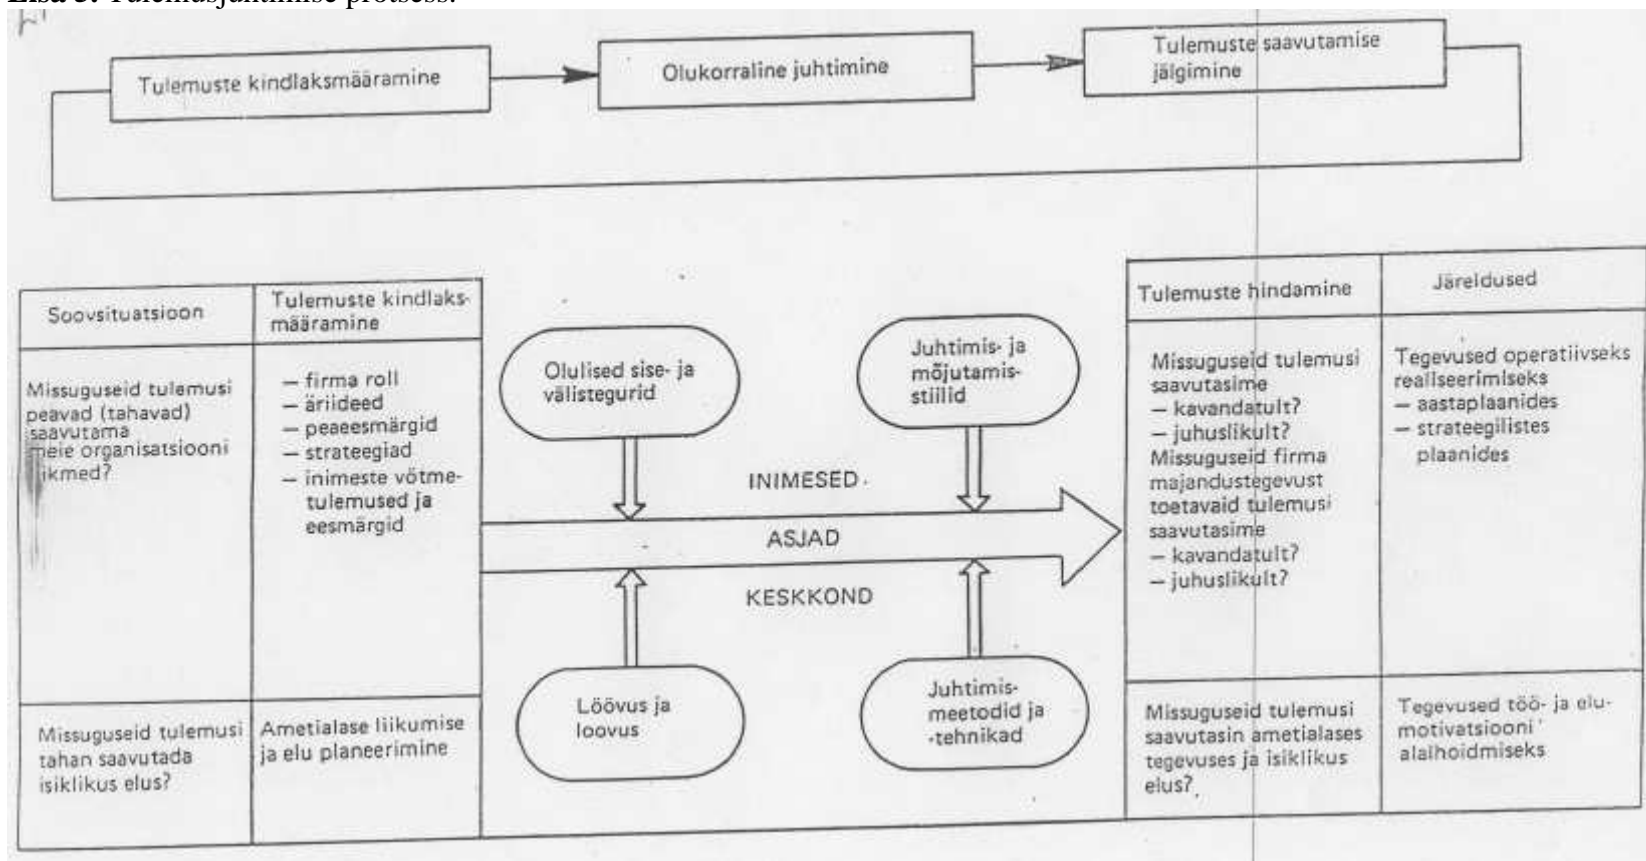 Lisa 3. Tulemusjuhtimise protsess.
Tulemuste kindlaksmääramine
Olukorraline juhtimine
Tulemuste saavutamise
jälgimine
Soovsituatsioon
Missuguseid tulemusi
peavad (tahavad)
saavutama
meie organisatsiooni
liikmed?
Missuguseid tulemusi
tahan saavutada
isiklikus elus?
Tulemuste kindlaks-
määramine
— firma roll
— äriideed
— peaeesmärgid
— strateegiad
— inimeste võtme-
tulemused ja
eesmärgid
Ametialase liikumise
ja elu planeerimine
Olulised sise- ja
välistegurid
Juhtimis- ja
mõjutamis-
stiilid
INIMESED
ASJAD
KESKKOND
Löövus ja
loovus
Juhtimis-
meetodid ja
-tehnikad
Tulemuste hindamine
Missuguseid tulemusi
saavutasime
— kavandatult?
— juhuslikult?
Missuguseid firma
majandustegevust
toetavaid tulemusi
saavutasime
— kavandatult?
— juhuslikult?
Missuguseid tulemusi
saavutasin ametialases
tegevuses ja isiklikus
elus?
Järeldused
Tegevused operatiivseks
realiseerimiseks
— aastaplaanides
— strateegilistes
plaanides
Tegevused töö- ja elu-
motivatsiooni
alalhoidmiseks